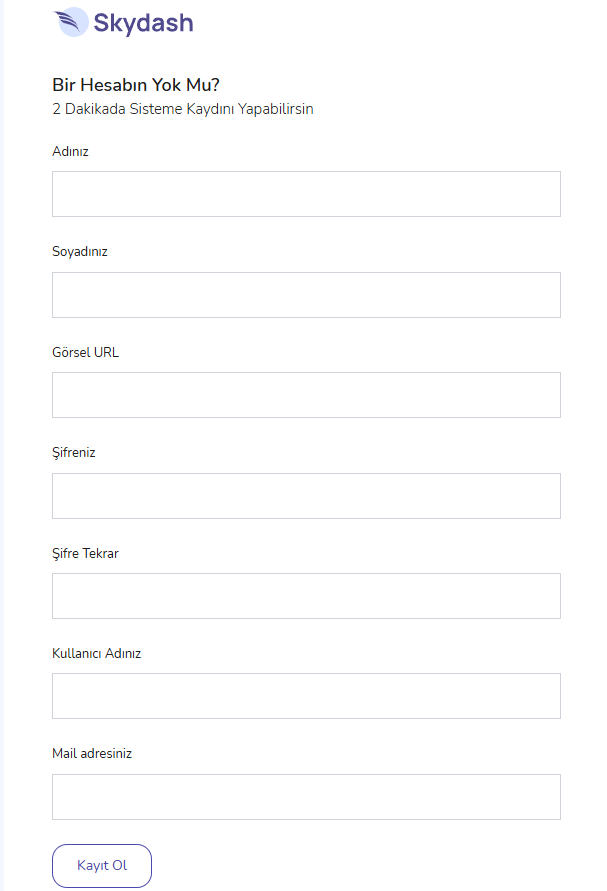 Skydash
Bir Hesabın Yok Mu?
2 Dakikada Sisteme Kaydını Yapabilirsin
Adınız
Soyadınız
Görsel URL
Şifreniz
Şifre Tekrar
Kullanıcı Adınız
Mail adresiniz
Kayıt Ol